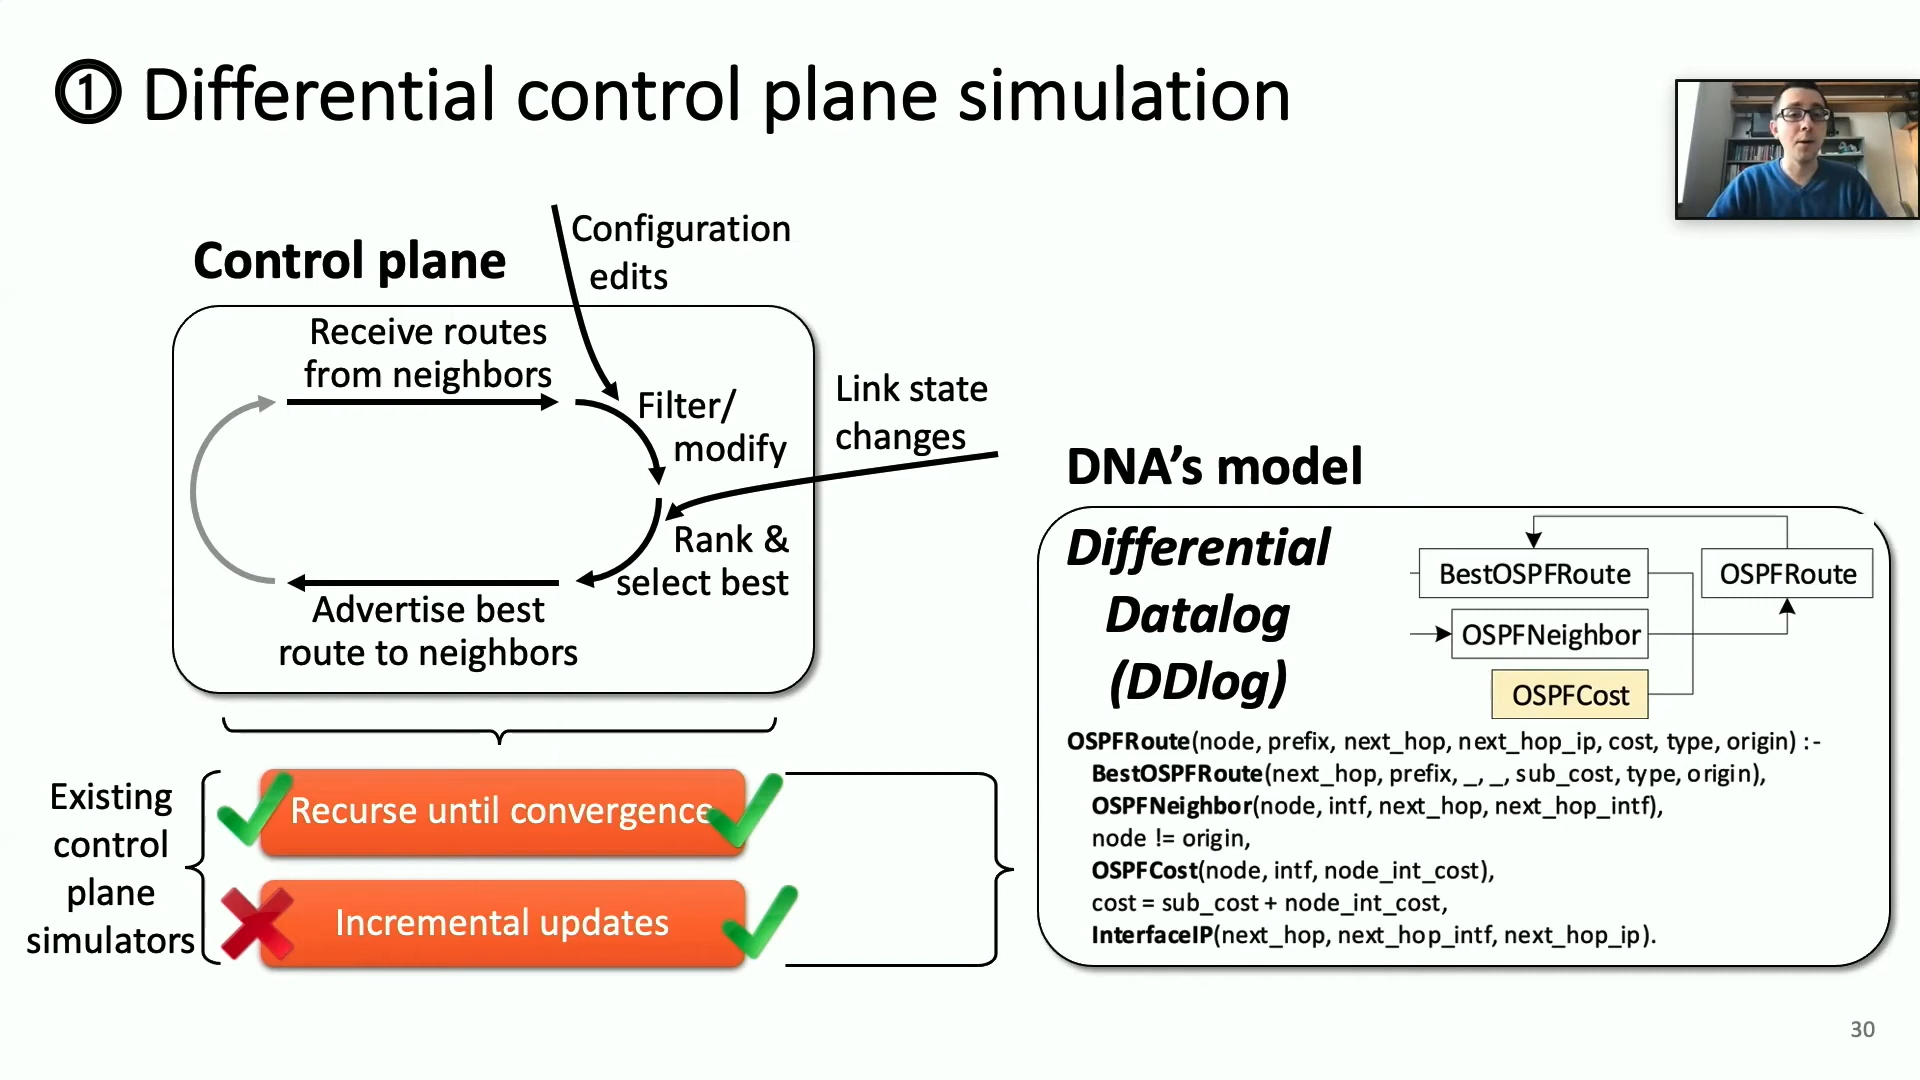 ① Differential control plane simulation
Configuration
edits
Control plane
Receive routes
from neighbors
Filter/
modify
Link state
changes
Rank &
select best
Advertise best
route to neighbors
Existing
control
plane
simulators
Recurse until convergence
Incremental updates
DNA's model
Differential
Datalog
(DDlog)
BestOSPFRoute
OSPFRoute
OSPFNeighbor
OSPFCost
OSPFRoute(node, prefix, next_hop, next_hop_ip, cost, type, origin) :-
BestOSPFRoute(next_hop, prefix, _, _, sub_cost, type, origin),
OSPFNeighbor(node, intf, next_hop, next_hop_intf),
node != origin,
OSPFCost(node, intf, node_int_cost),
cost = sub_cost + node_int_cost,
InterfaceIP(next_hop, next_hop_intf, next_hop_ip).
30